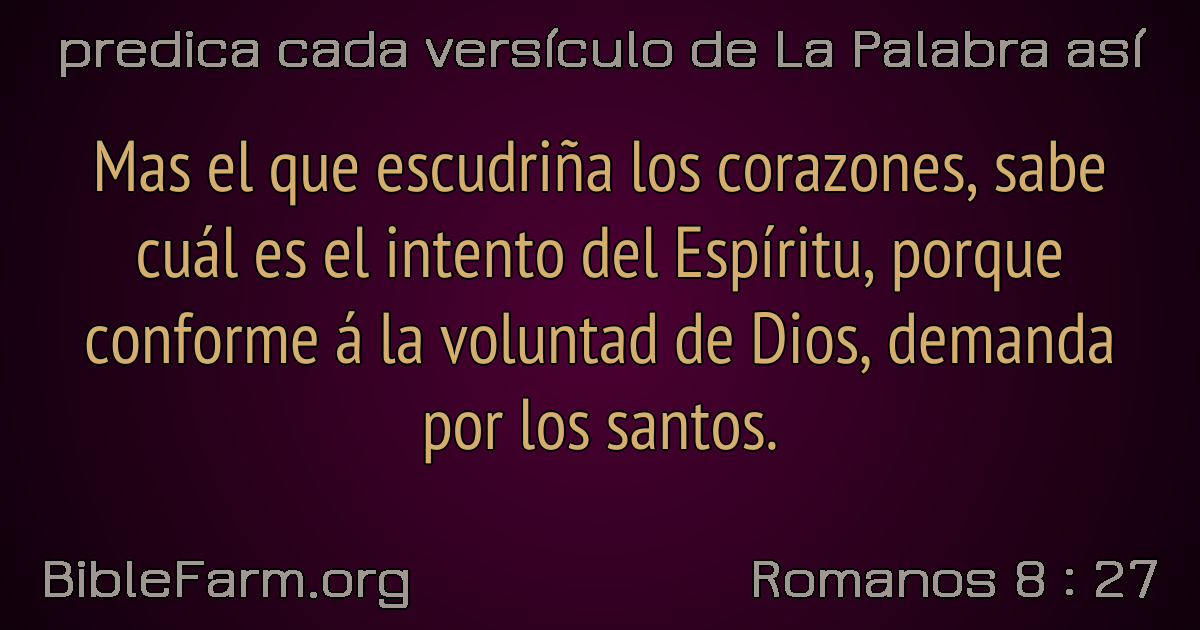 predica cada versículo de La Palabra así
Mas el que escudriña los corazones, sabe
cuál es el intento del Espíritu, porque
conforme á la voluntad de Dios, demanda
por los santos.
BibleFarm.org
Romanos 8 : 27